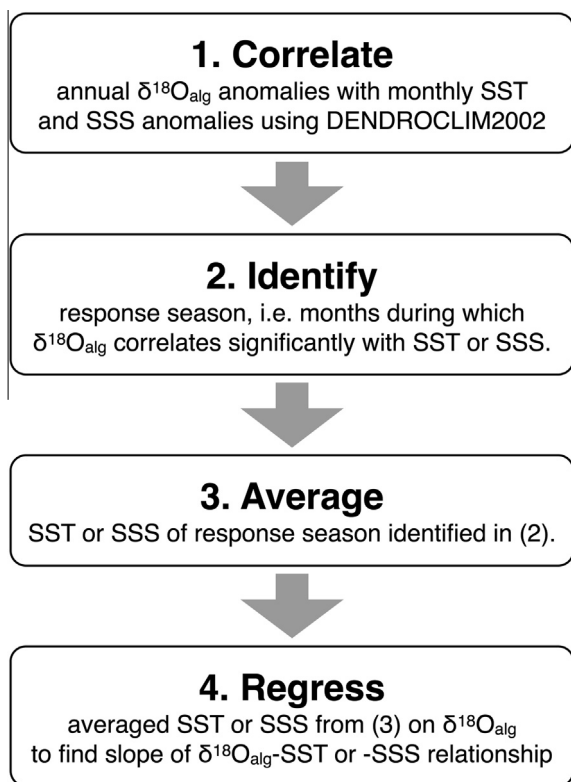 1. Correlate
annual δ¹⁸Oalg anomalies with monthly SST
and SSS anomalies using DENDROCLIM2002
2. Identify
response season, i.e. months during which
δ¹⁸Oalg correlates significantly with SST or SSS.
3. Average
SST or SSS of response season identified in (2).
4. Regress
averaged SST or SSS from (3) on δ¹⁸Oalg
to find slope of δ¹⁸Oalg-SST or -SSS relationship